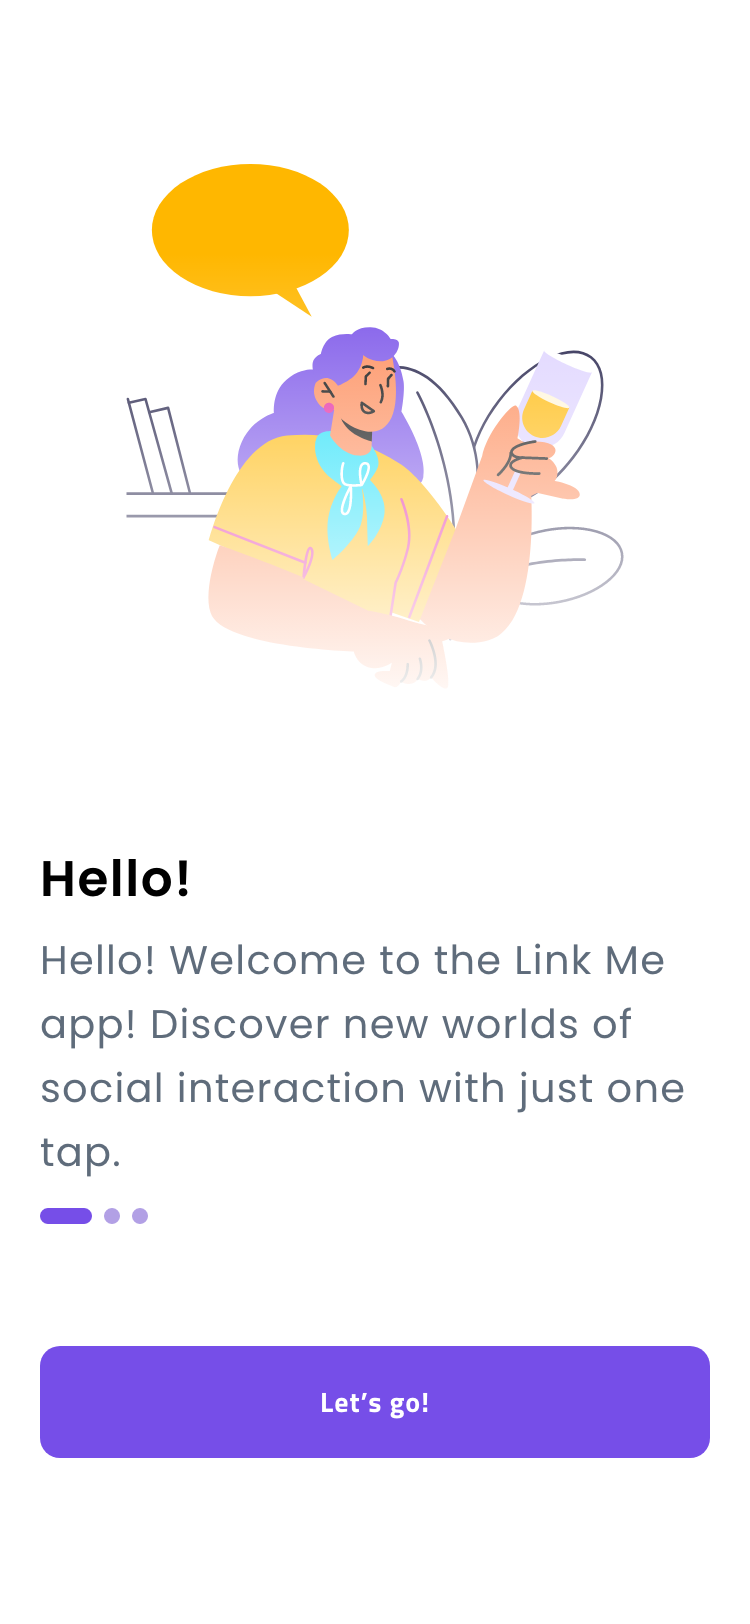 Hello!
Hello! Welcome to the Link Me
app! Discover new worlds of
social interaction with just one
tap.
Let’s go!